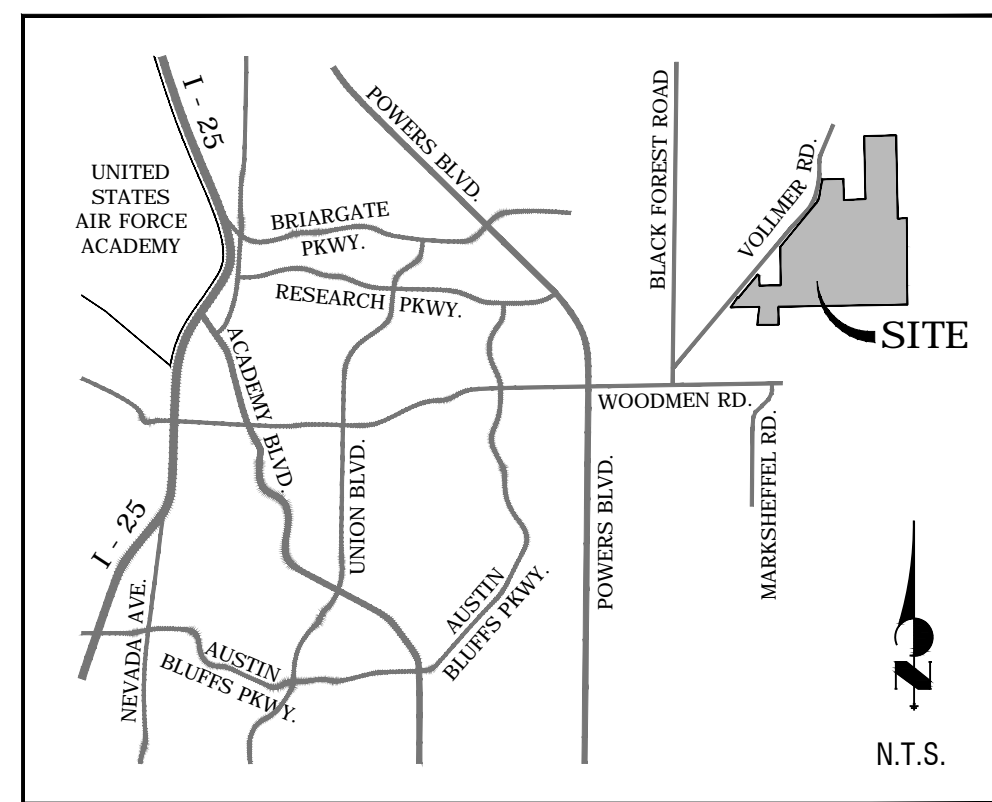 I - 25
POWERS BLVD.
UNITED
STATES
AIR FORCE
ACADEMY
BRIARGATE
PKWY.
RESEARCH PKWY.
BLACK FOREST ROAD
VOLLMER RD.
SITE
ACADEMY BLVD.
WOODMEN RD.
UNION BLVD.
POWERS BLVD.
MARKSHEFFEL RD.
I - 25
NEVADA AVE.
AUSTIN
BLUFFS PKWY.
AUSTIN
BLUFFS PKWY.
N
N.T.S.